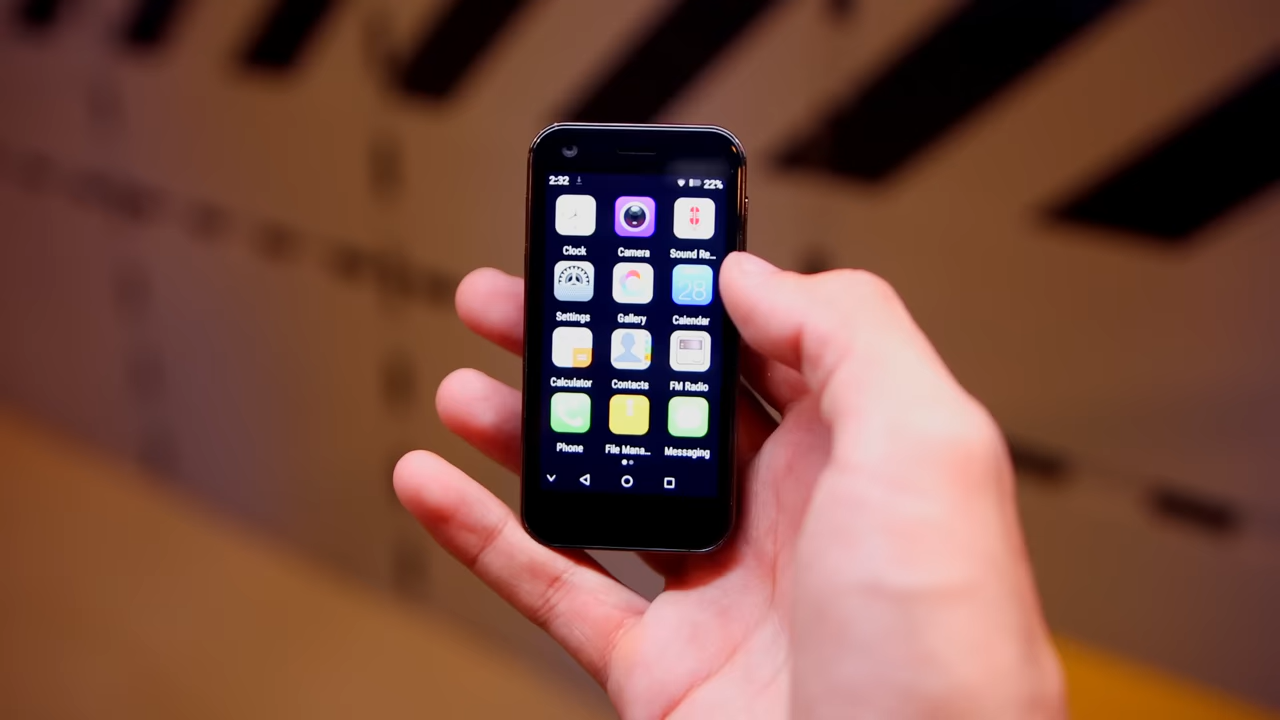 2:32 22%
Clock Camera Sound Re...
Settings Gallery Calendar
28
Calculator Contacts FM Radio
Phone File Mana... Messaging